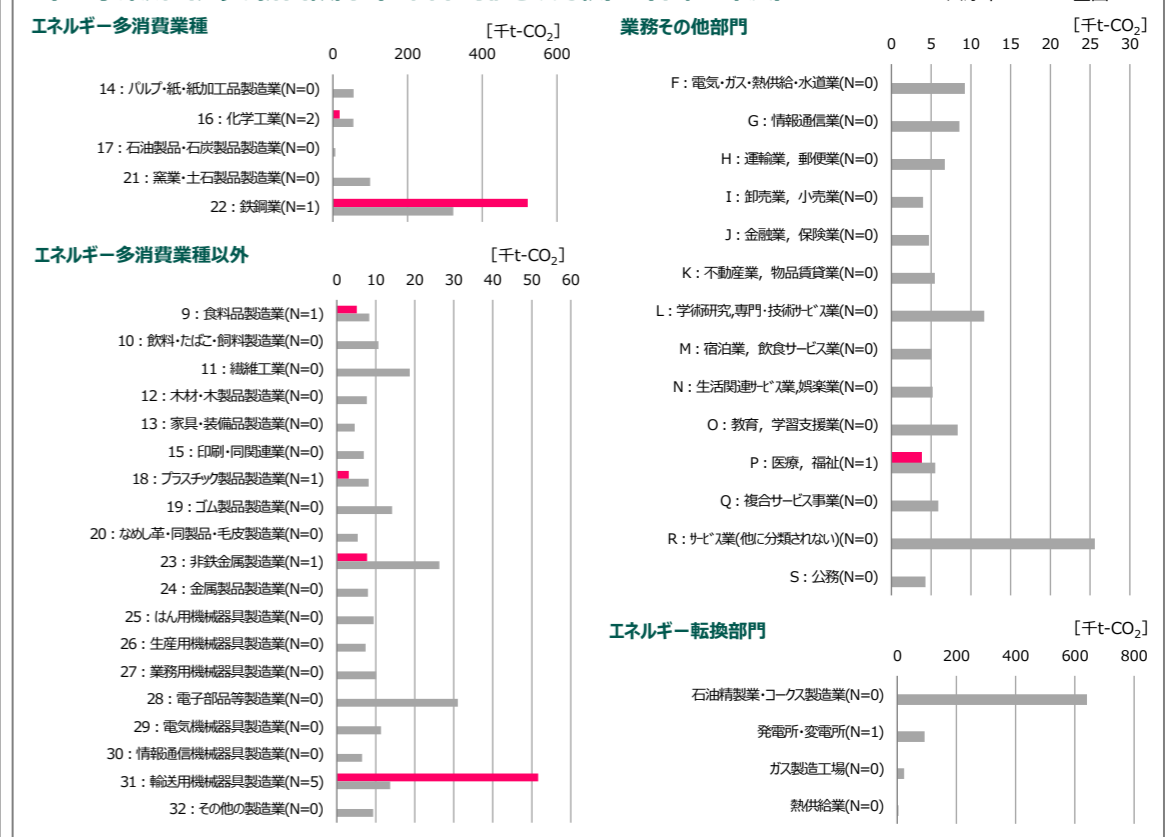 エネルギー多消費業種
[千t-CO2]
0 200 400 600
14：パルプ・紙・紙加工品製造業(N=0)
16：化学工業(N=2)
17：石油製品・石炭製品製造業(N=0)
21：窯業・土石製品製造業(N=0)
22：鉄鋼業(N=1)
エネルギー多消費業種以外
[千t-CO2]
0 10 20 30 40 50 60
9：食料品製造業(N=1)
10：飲料・たばこ・飼料製造業(N=0)
11：繊維工業(N=0)
12：木材・木製品製造業(N=0)
13：家具・装備品製造業(N=0)
15：印刷・同関連業(N=0)
18：プラスチック製品製造業(N=1)
19：ゴム製品製造業(N=0)
20：なめし革・同製品・毛皮製造業(N=0)
23：非鉄金属製造業(N=1)
24：金属製品製造業(N=0)
25：はん用機械器具製造業(N=0)
26：生産用機械器具製造業(N=0)
27：業務用機械器具製造業(N=0)
28：電子部品等製造業(N=0)
29：電気機械器具製造業(N=0)
30：情報通信機械器具製造業(N=0)
31：輸送用機械器具製造業(N=5)
32：その他の製造業(N=0)
業務その他部門
[千t-CO2]
0 5 10 15 20 25 30
F：電気・ガス・熱供給・水道業(N=0)
G：情報通信業(N=0)
H：運輸業，郵便業(N=0)
I：卸売業，小売業(N=0)
J：金融業，保険業(N=0)
K：不動産業，物品賃貸業(N=0)
L：学術研究,専門・技術サービス業(N=0)
M：宿泊業，飲食サービス業(N=0)
N：生活関連サービス業,娯楽業(N=0)
O：教育，学習支援業(N=0)
P：医療，福祉(N=1)
Q：複合サービス事業(N=0)
R：サービス業(他に分類されない)(N=0)
S：公務(N=0)
エネルギー転換部門
[千t-CO2]
0 200 400 600 800
石油精製業・コークス製造業(N=0)
発電所・変電所(N=1)
ガス製造工場(N=0)
熱供給業(N=0)